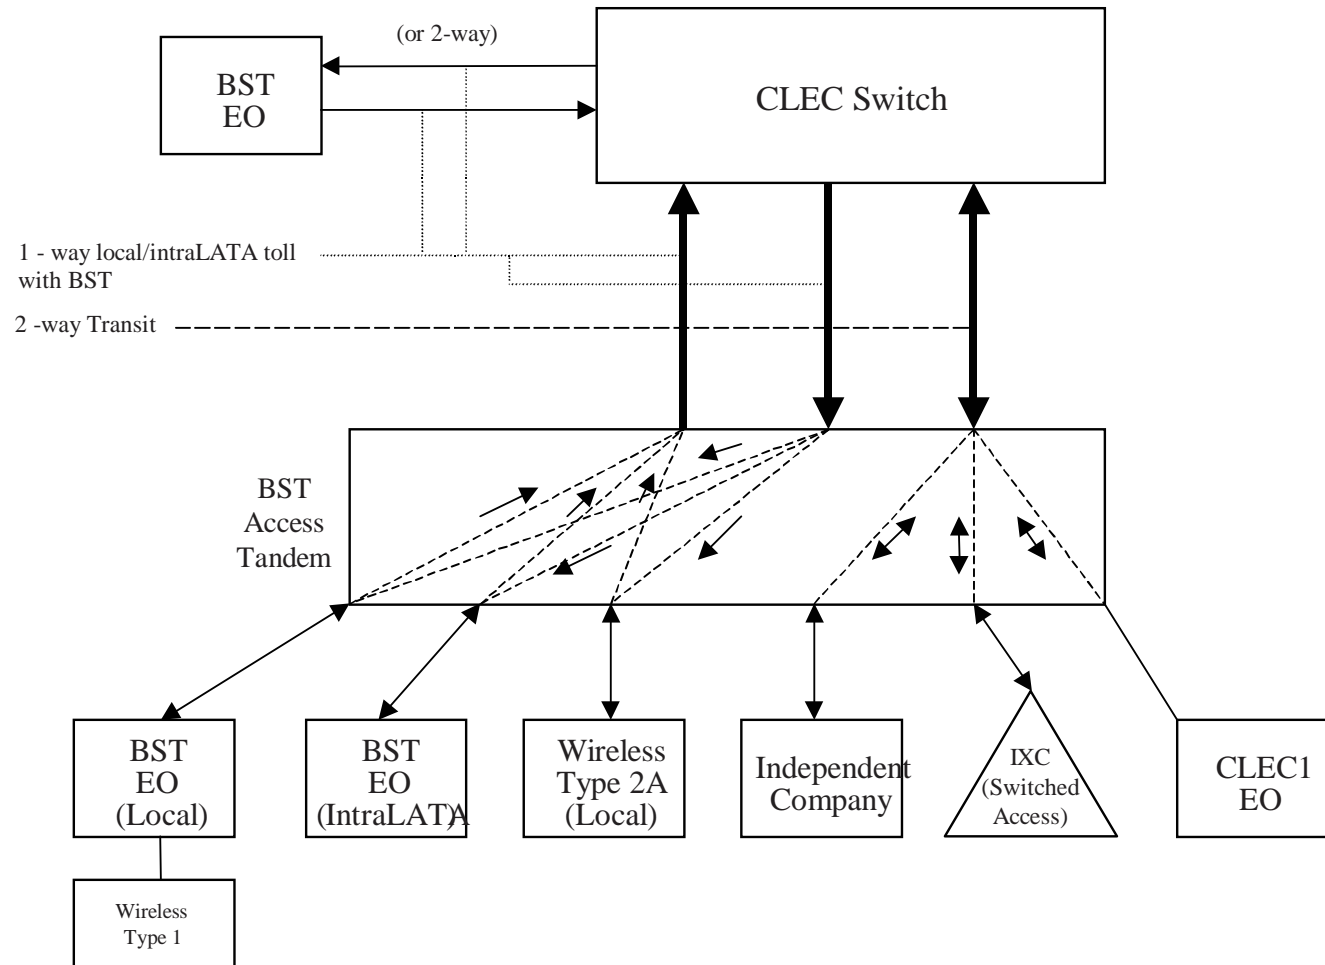 (or 2-way)
BST
EO
CLEC Switch
1 - way local/intraLATA toll
with BST
2 -way Transit
BST
Access
Tandem
BST
EO
(Local)
BST
EO
(IntraLATA)
Wireless
Type 2A
(Local)
Independent
Company
IXC
(Switched
Access)
CLEC1
EO
Wireless
Type 1